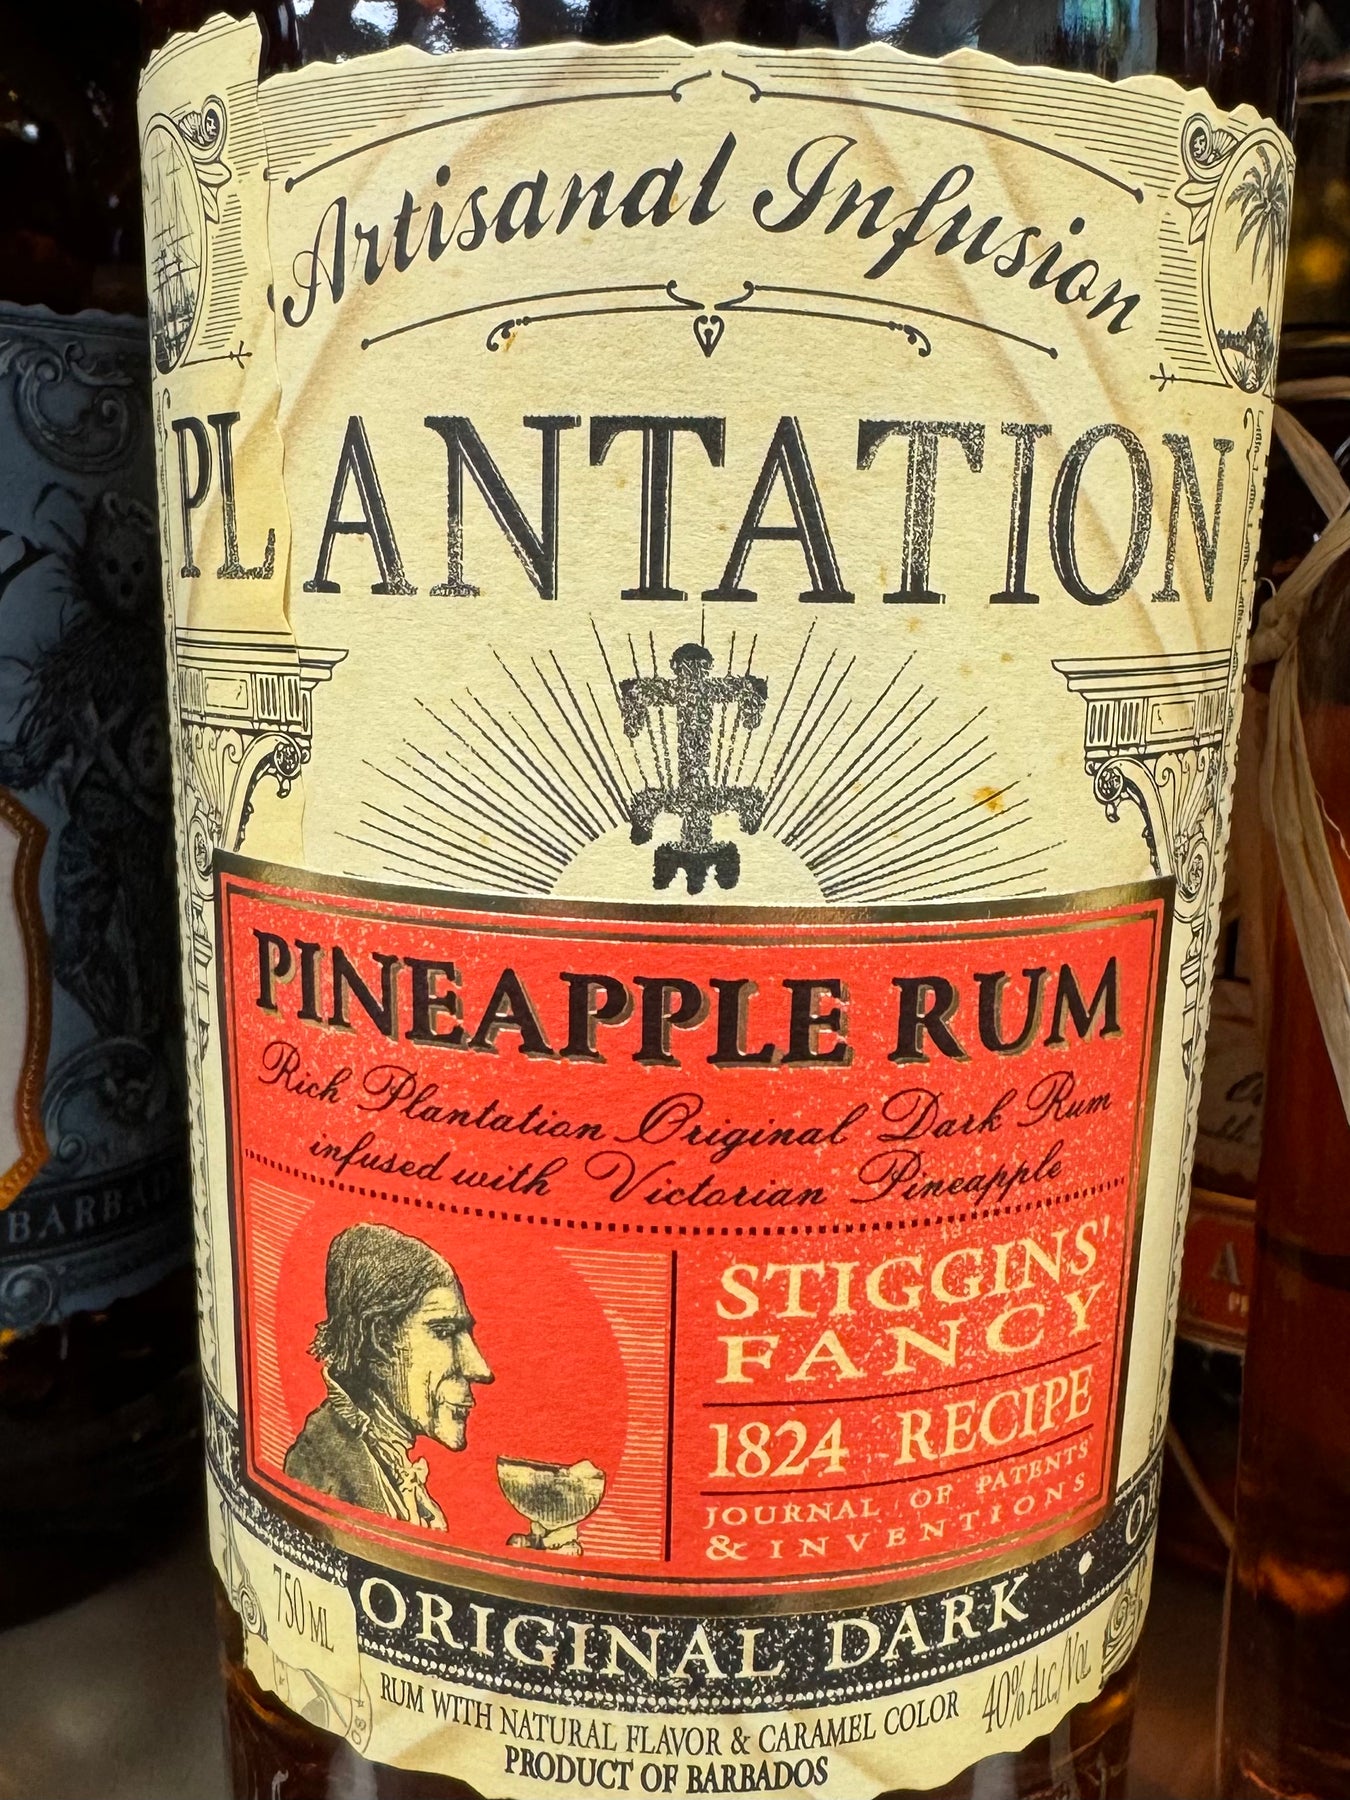 Artisanal Infusion
PLANTATION
PINEAPPLE RUM
Rich Plantation Original Dark Rum
infused with Victorian Pineapple
STIGGINS'
FANCY
1824 RECIPE
JOURNAL OF PATENTS
& INVENTIONS
ORIGINAL DARK
750 ML
40% ALC./VOL
RUM WITH NATURAL FLAVOR & CARAMEL COLOR
PRODUCT OF BARBADOS
BARBAD